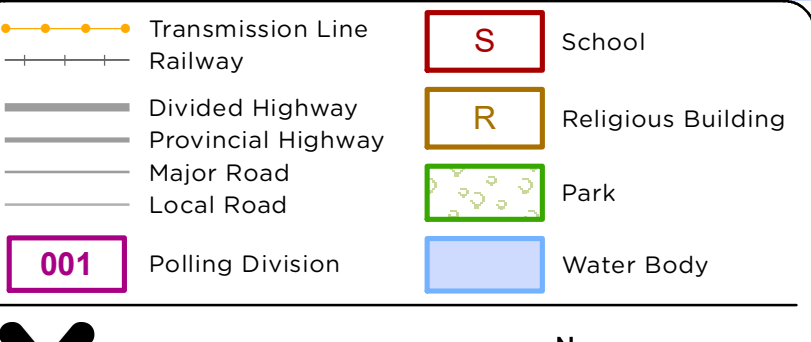 Transmission Line
Railway
Divided Highway
Provincial Highway
Major Road
Local Road
001 Polling Division
S School
R Religious Building
Park
Water Body
N